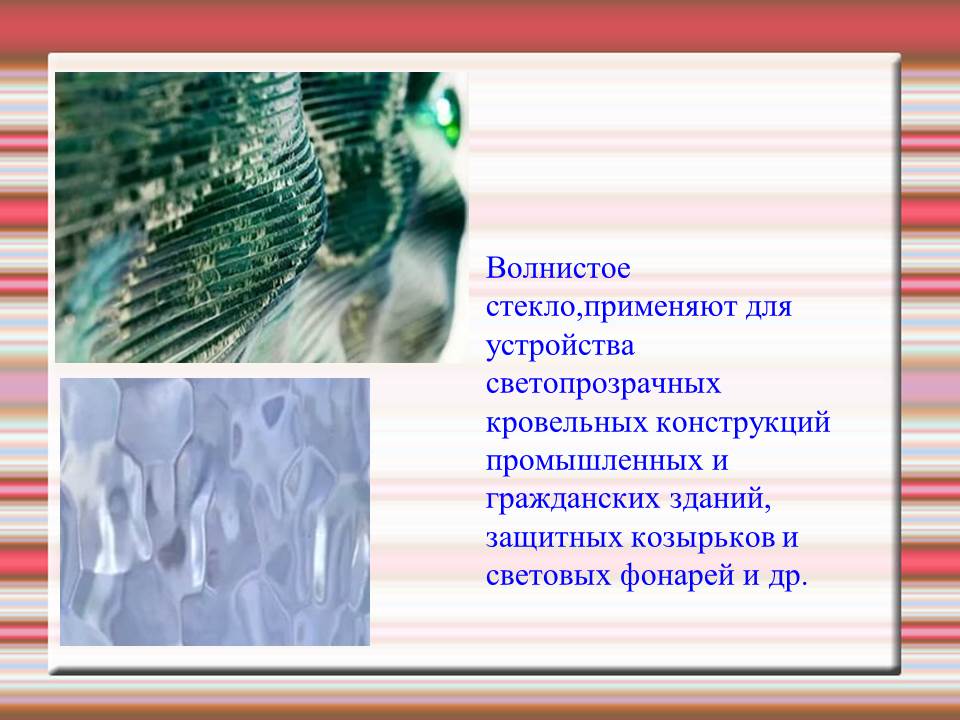 Волнистое
стекло,применяют для
устройства
светопрозрачных
кровельных конструкций
промышленных и
гражданских зданий,
защитных козырьков и
световых фонарей и др.